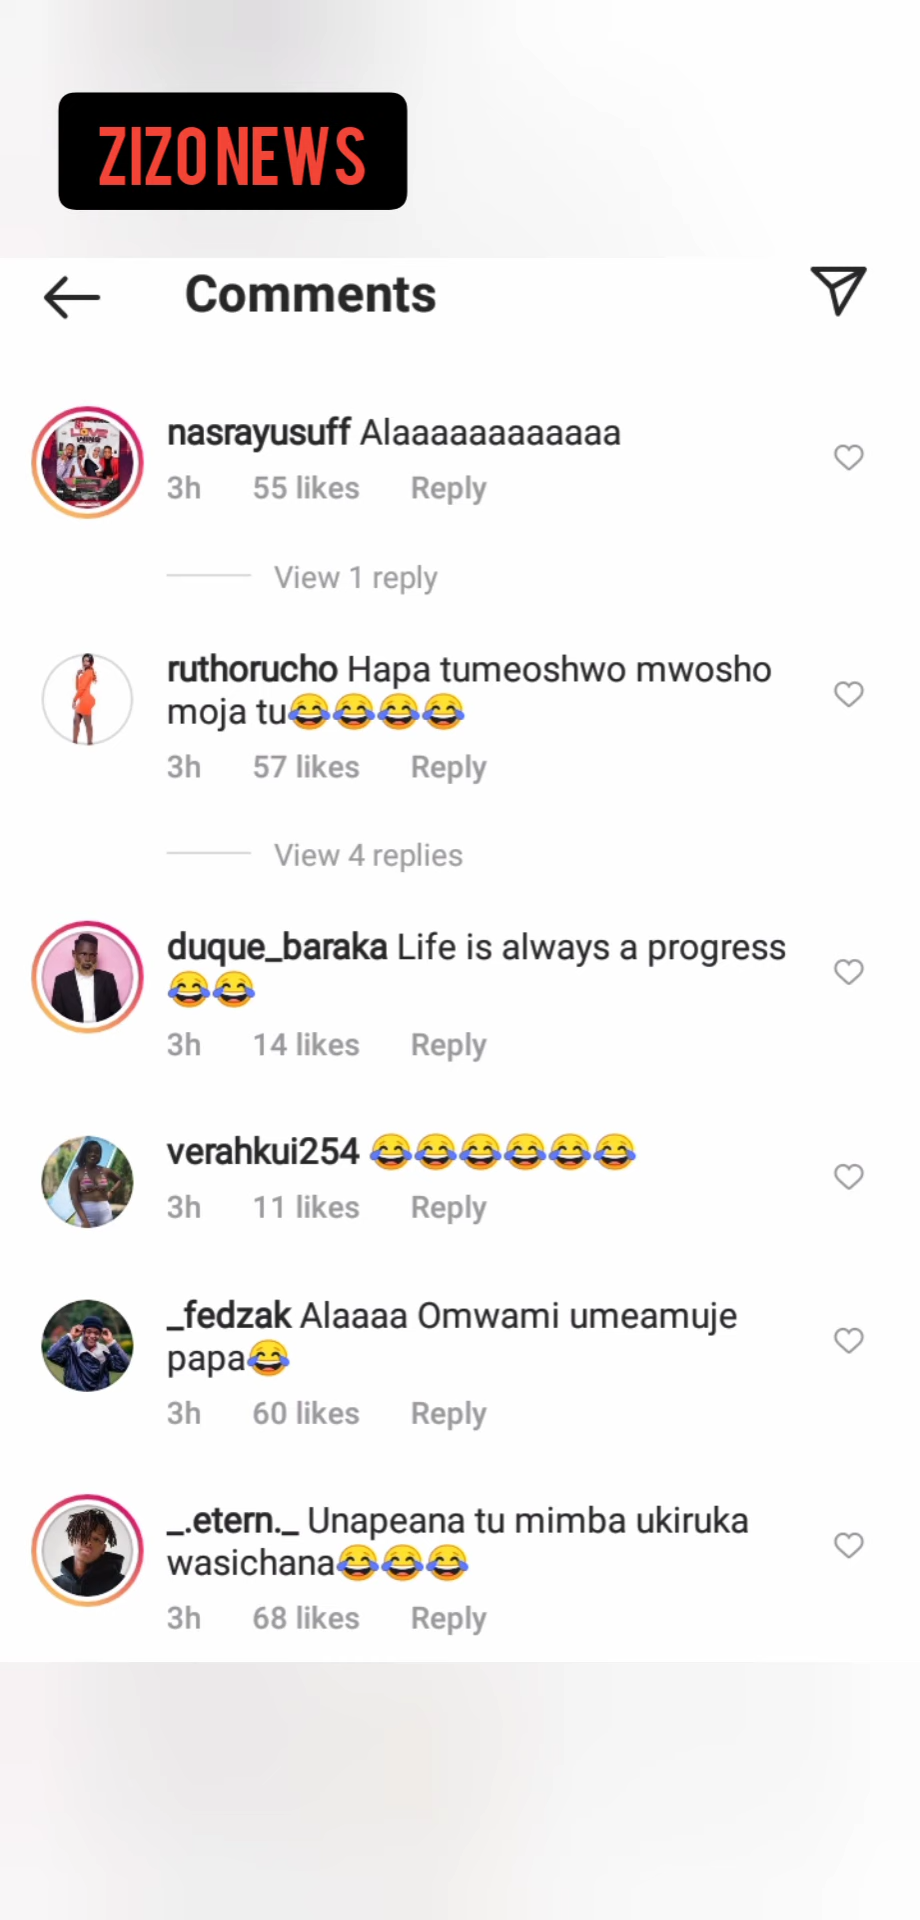 ZIZO NEWS
Comments
nasrayusuff Alaaaaaaaaaaaa
3h 55 likes Reply
View 1 reply
ruthorucho Hapa tumeoshwo mwosho
moja tu😂😂😂😂
3h 57 likes Reply
View 4 replies
duque_baraka Life is always a progress
😂😂
3h 14 likes Reply
verahkui254 😂😂😂😂😂😂
3h 11 likes Reply
_fedzak Alaaaa Omwami umeamuje
papa😂
3h 60 likes Reply
_.etern._ Unapeana tu mimba ukiruka
wasichana😂😂😂
3h 68 likes Reply